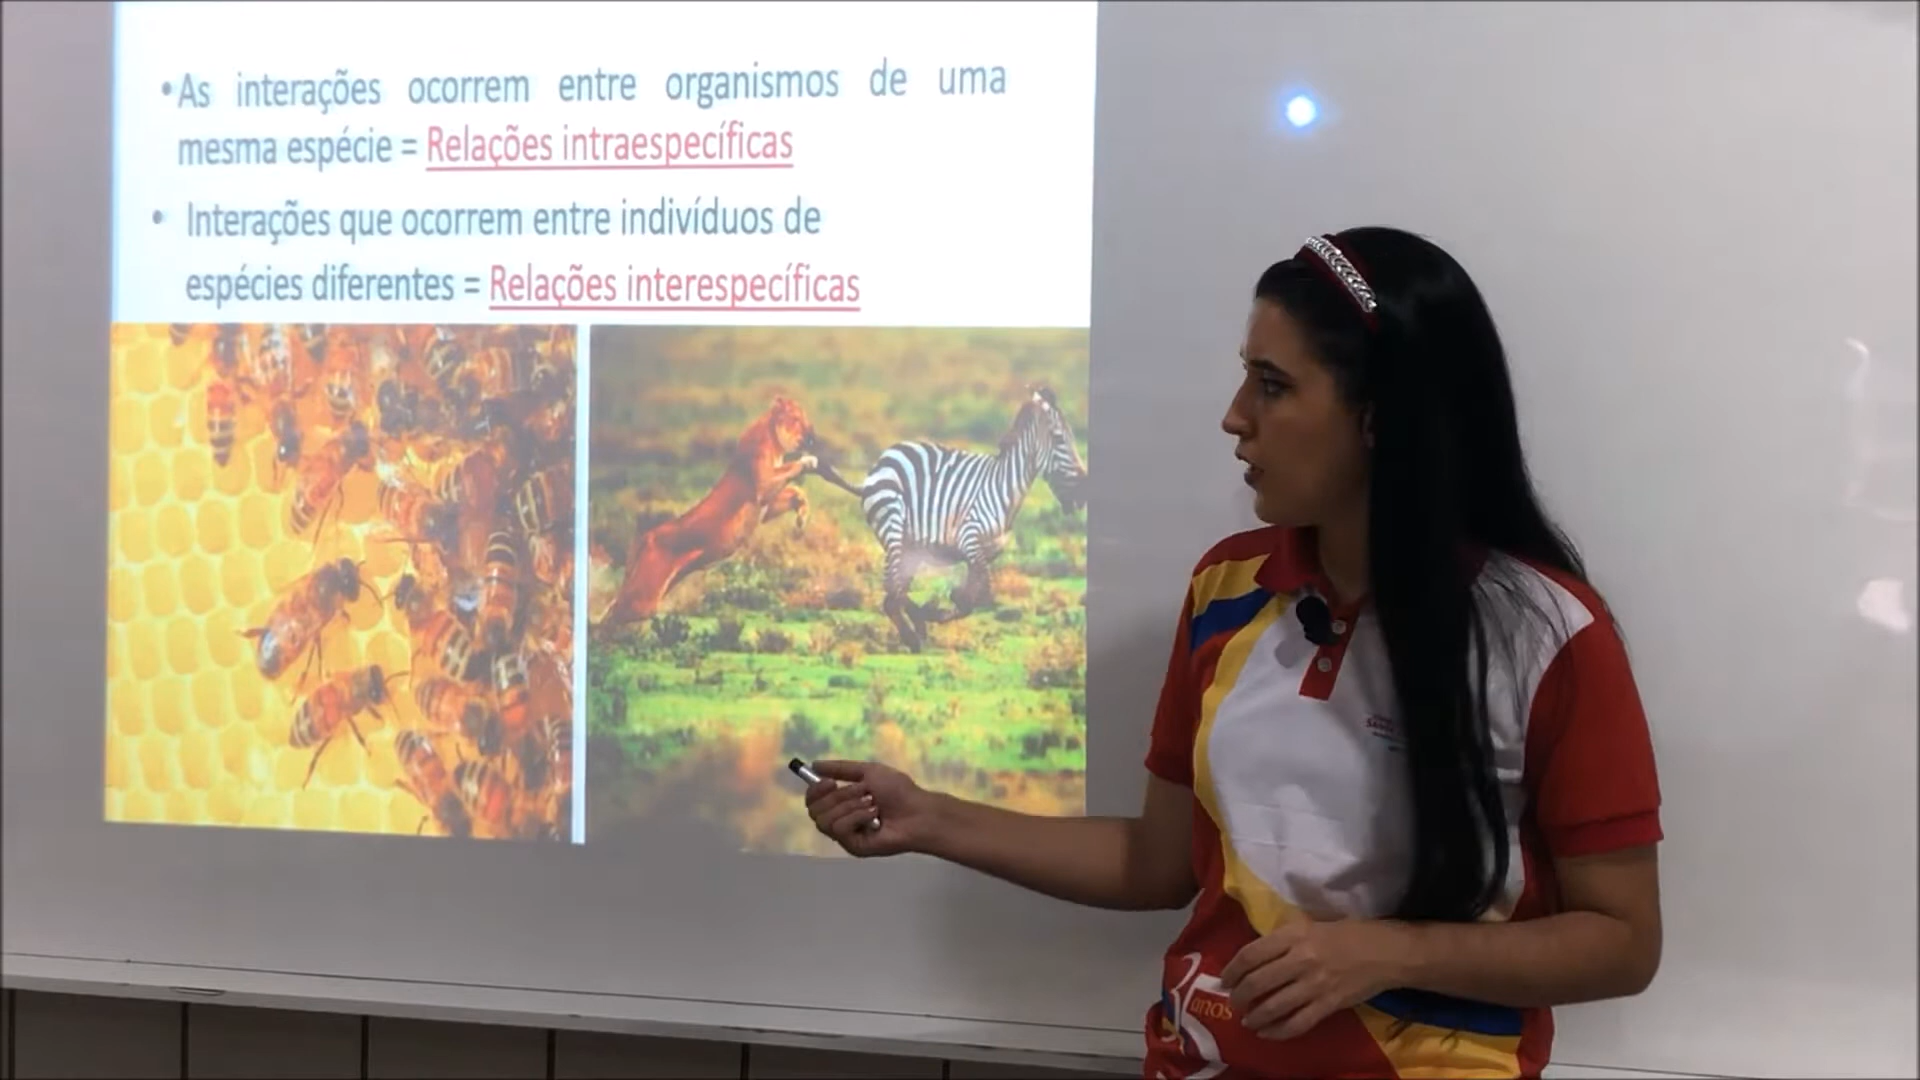 •As interações ocorrem entre organismos de uma
mesma espécie = Relações intraespecíficas
• Interações que ocorrem entre indivíduos de
espécies diferentes = Relações interespecíficas
35
anos